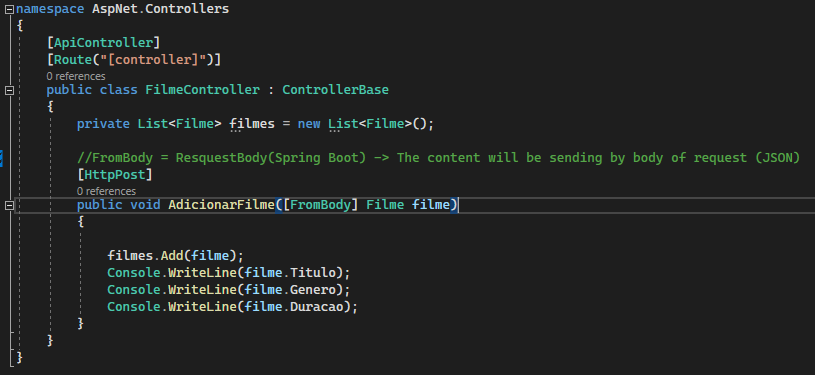 namespace AspNet.Controllers
{
[ApiController]
[Route("[controller]")]
0 references
public class FilmeController : ControllerBase
{
private List<Filme> filmes = new List<Filme>();
//FromBody = ResquestBody(Spring Boot) -> The content will be sending by body of request (JSON)
[HttpPost]
0 references
public void AdicionarFilme([FromBody] Filme filme)
{
filmes.Add(filme);
Console.WriteLine(filme.Titulo);
Console.WriteLine(filme.Genero);
Console.WriteLine(filme.Duracao);
}
}
}